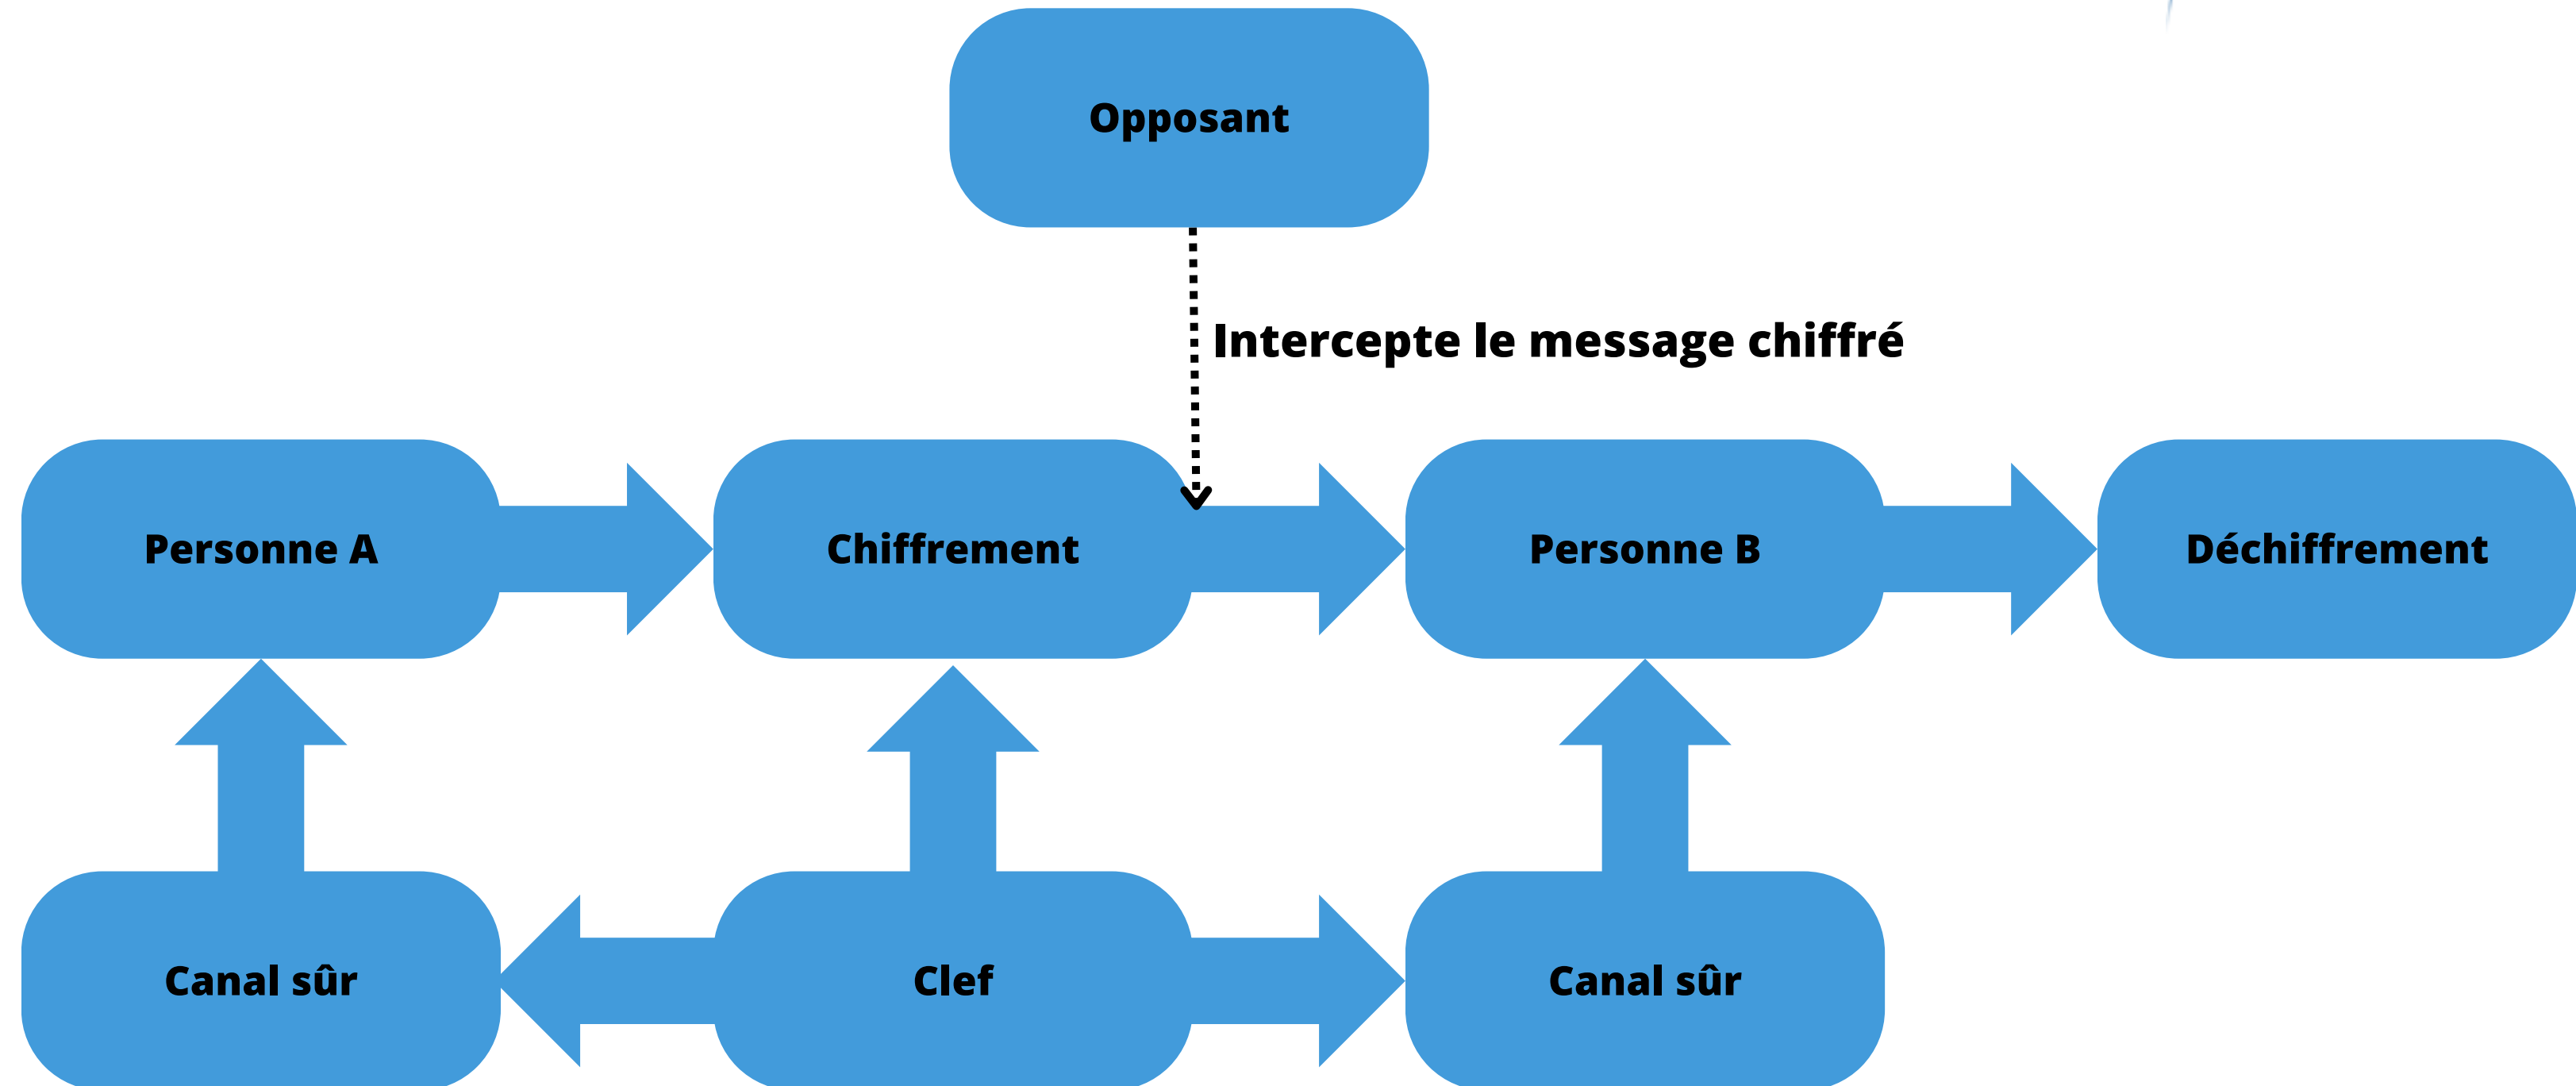 Opposant
Intercepte le message chiffré
Personne A
Chiffrement
Personne B
Déchiffrement
Canal sûr
Clef
Canal sûr